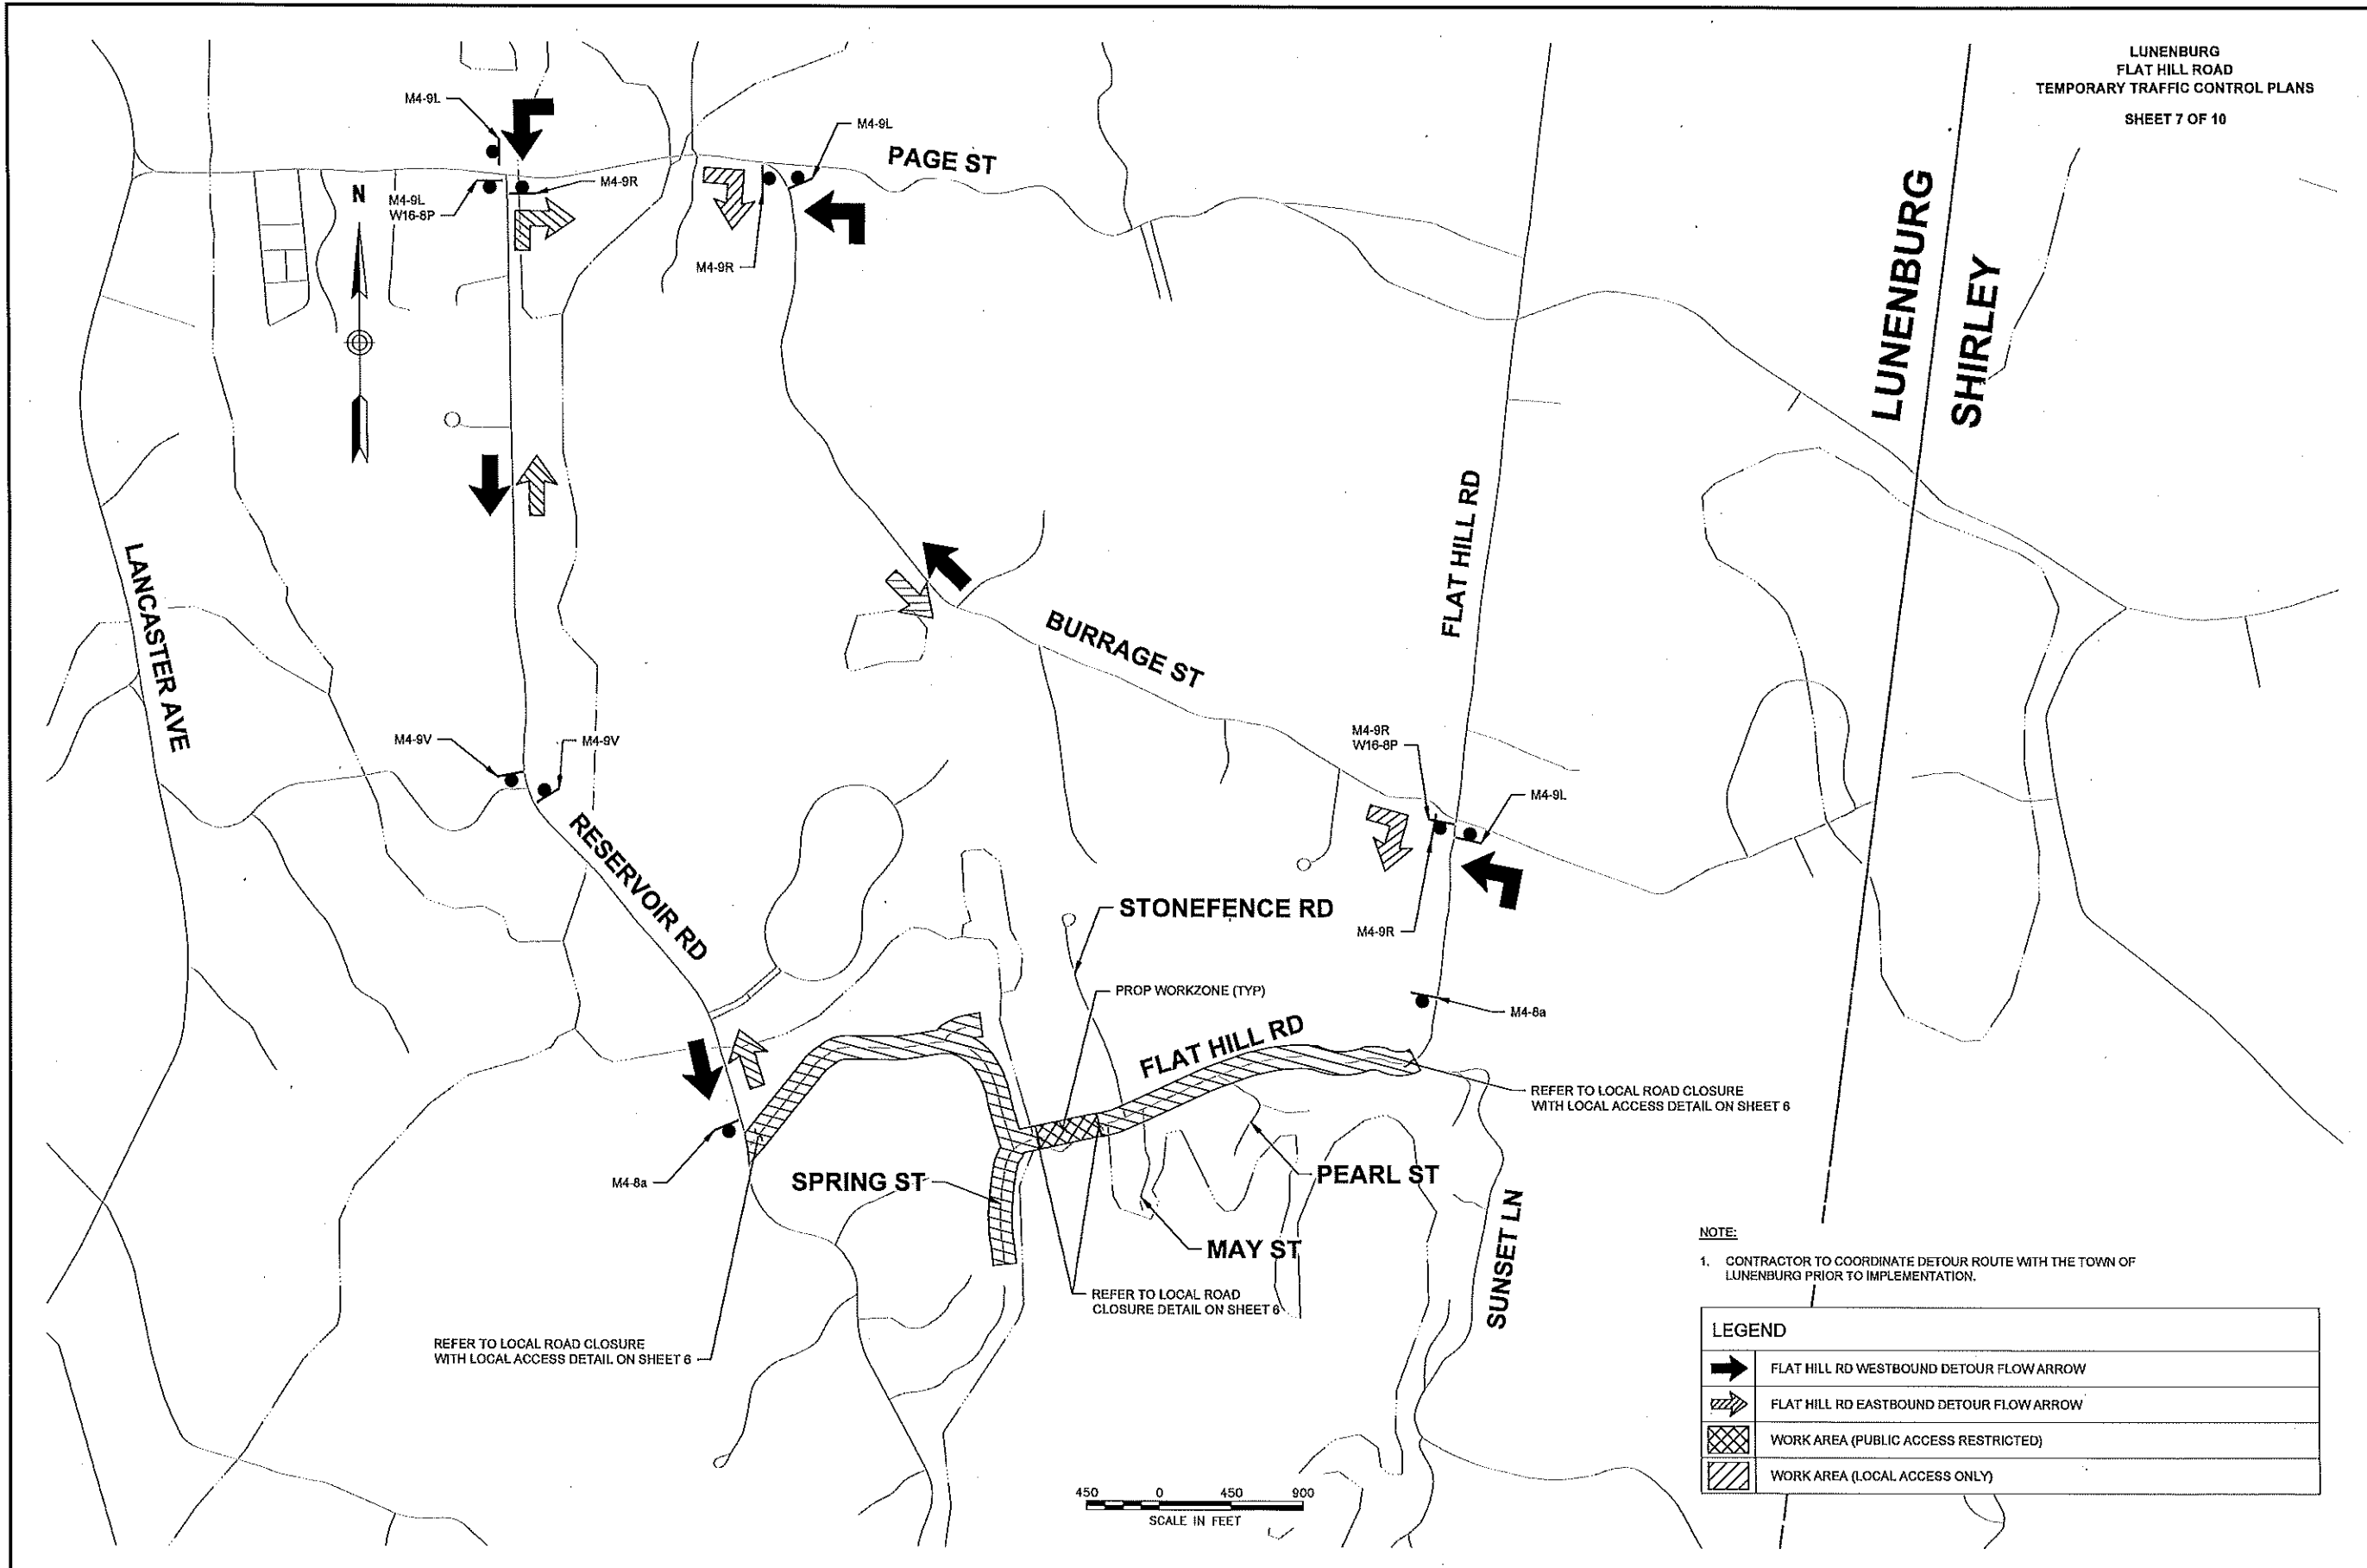 LUNENBURG
FLAT HILL ROAD
TEMPORARY TRAFFIC CONTROL PLANS
SHEET 7 OF 10
M4-9L
M4-9L
PAGE ST
M4-9R
M4-9L
W16-8P
N
M4-9R
LUNENBURG
SHIRLEY
FLAT HILL RD
LANCASTER AVE
BURRAGE ST
M4-9V
M4-9V
M4-9R
W16-8P
M4-9L
RESERVOIR RD
STONEFENCE RD
M4-9R
PROP WORKZONE (TYP)
M4-8a
FLAT HILL RD
REFER TO LOCAL ROAD CLOSURE
WITH LOCAL ACCESS DETAIL ON SHEET 6
M4-8a
SPRING ST
PEARL ST
MAY ST
SUNSET LN
REFER TO LOCAL ROAD
CLOSURE DETAIL ON SHEET 6
REFER TO LOCAL ROAD CLOSURE
WITH LOCAL ACCESS DETAIL ON SHEET 6
NOTE:
1. CONTRACTOR TO COORDINATE DETOUR ROUTE WITH THE TOWN OF
LUNENBURG PRIOR TO IMPLEMENTATION.
LEGEND
FLAT HILL RD WESTBOUND DETOUR FLOW ARROW
FLAT HILL RD EASTBOUND DETOUR FLOW ARROW
WORK AREA (PUBLIC ACCESS RESTRICTED)
WORK AREA (LOCAL ACCESS ONLY)
450 0 450 900
SCALE IN FEET